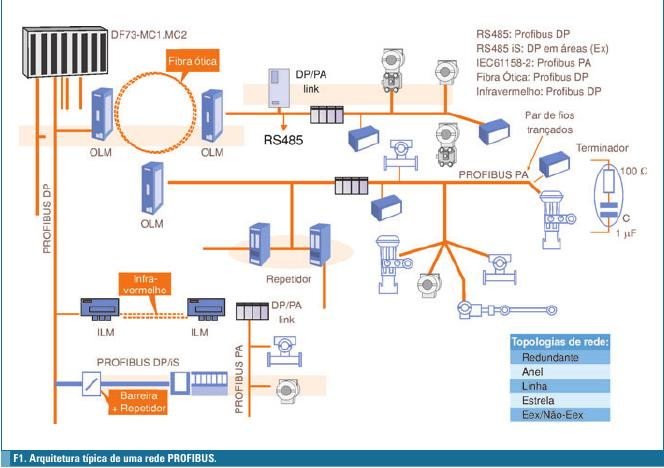 DF73-MC1.MC2
Fibra ótica
DP/PA
link
RS485: Profibus DP
RS485 iS: DP em áreas (Ex)
IEC61158-2: Profibus PA
Fibra Ótica: Profibus DP
Infravermelho: Profibus DP
OLM
OLM
RS485
Par de fios
trançados
Terminador
100 Ω
C
1 µF
PROFIBUS PA
PROFIBUS DP
OLM
Repetidor
Infra-
vermelho
ILM
ILM
DP/PA
link
PROFIBUS DP/iS
Barreira
+ Repetidor
PROFIBUS PA
Topologias de rede:
Redundante
Anel
Linha
Estrela
Eex/Não-Eex
F1. Arquitetura típica de uma rede PROFIBUS.